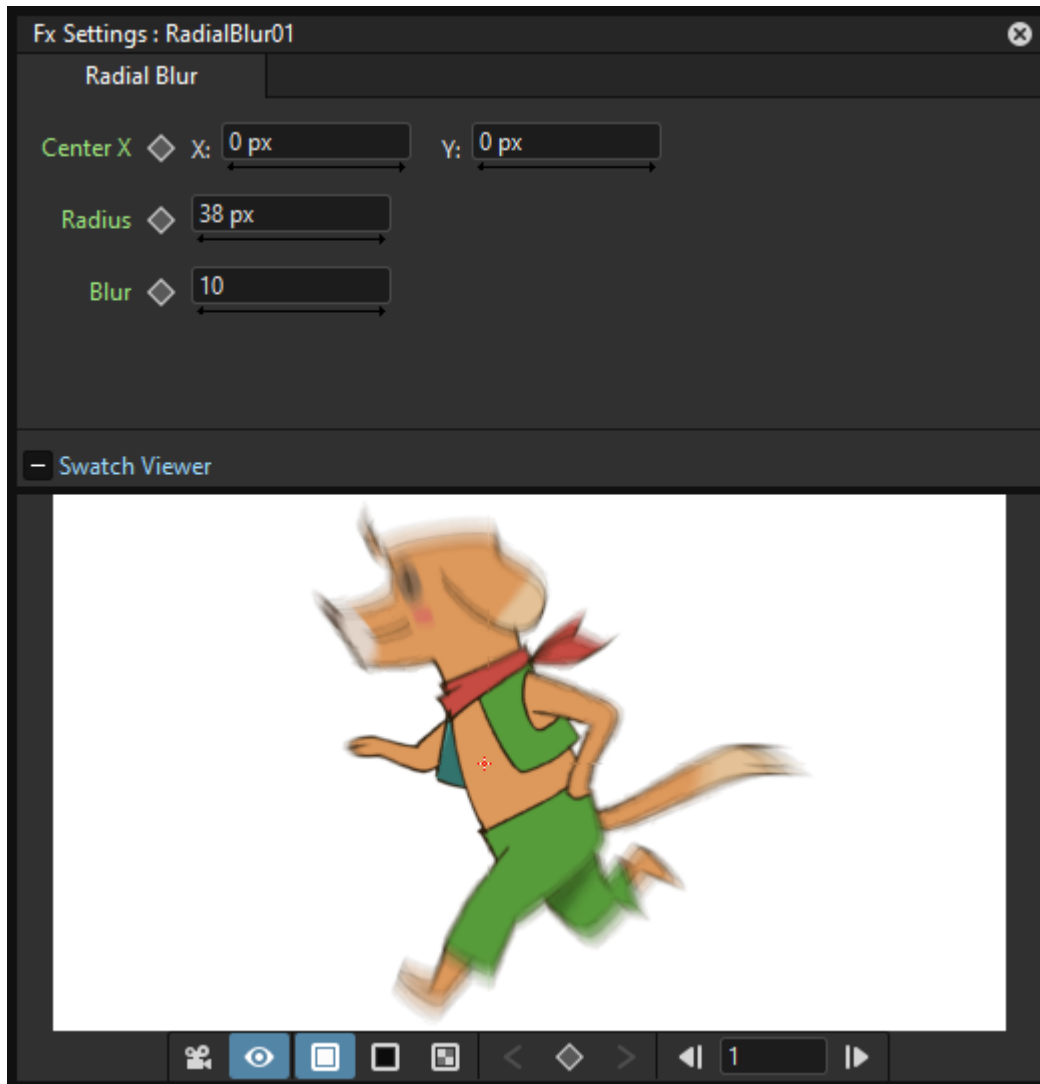 Fx Settings : RadialBlur01
Radial Blur
Center X X: 0 px Y: 0 px
Radius 38 px
Blur 10
Swatch Viewer
1